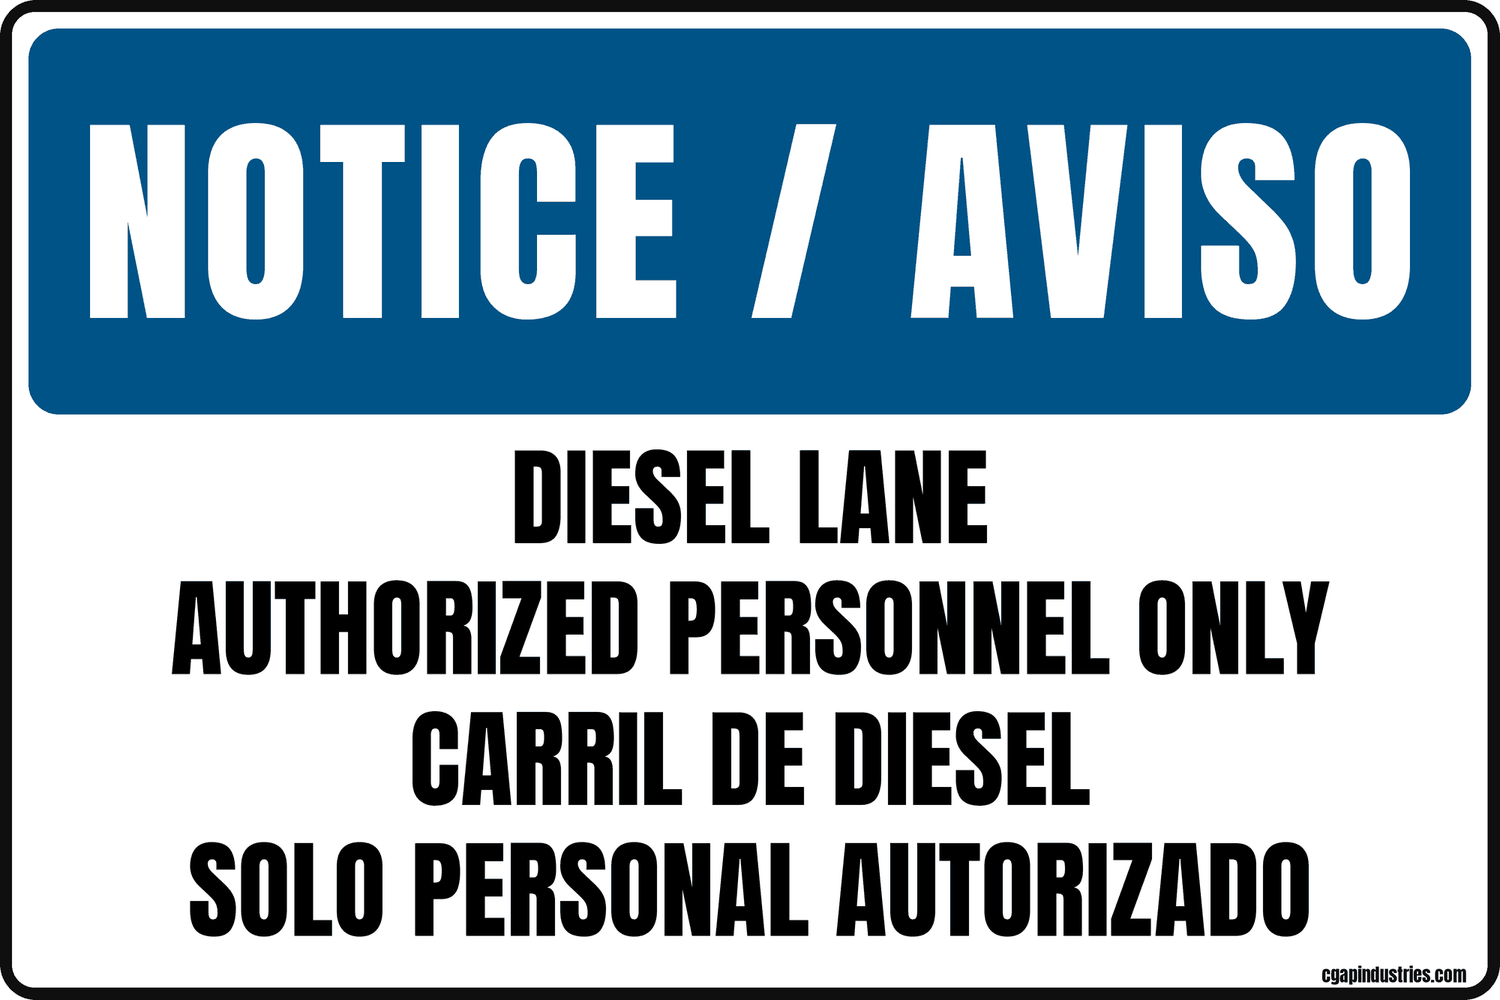 NOTICE / AVISO
DIESEL LANE
AUTHORIZED PERSONNEL ONLY
CARRIL DE DIESEL
SOLO PERSONAL AUTORIZADO
cgapindustries.com